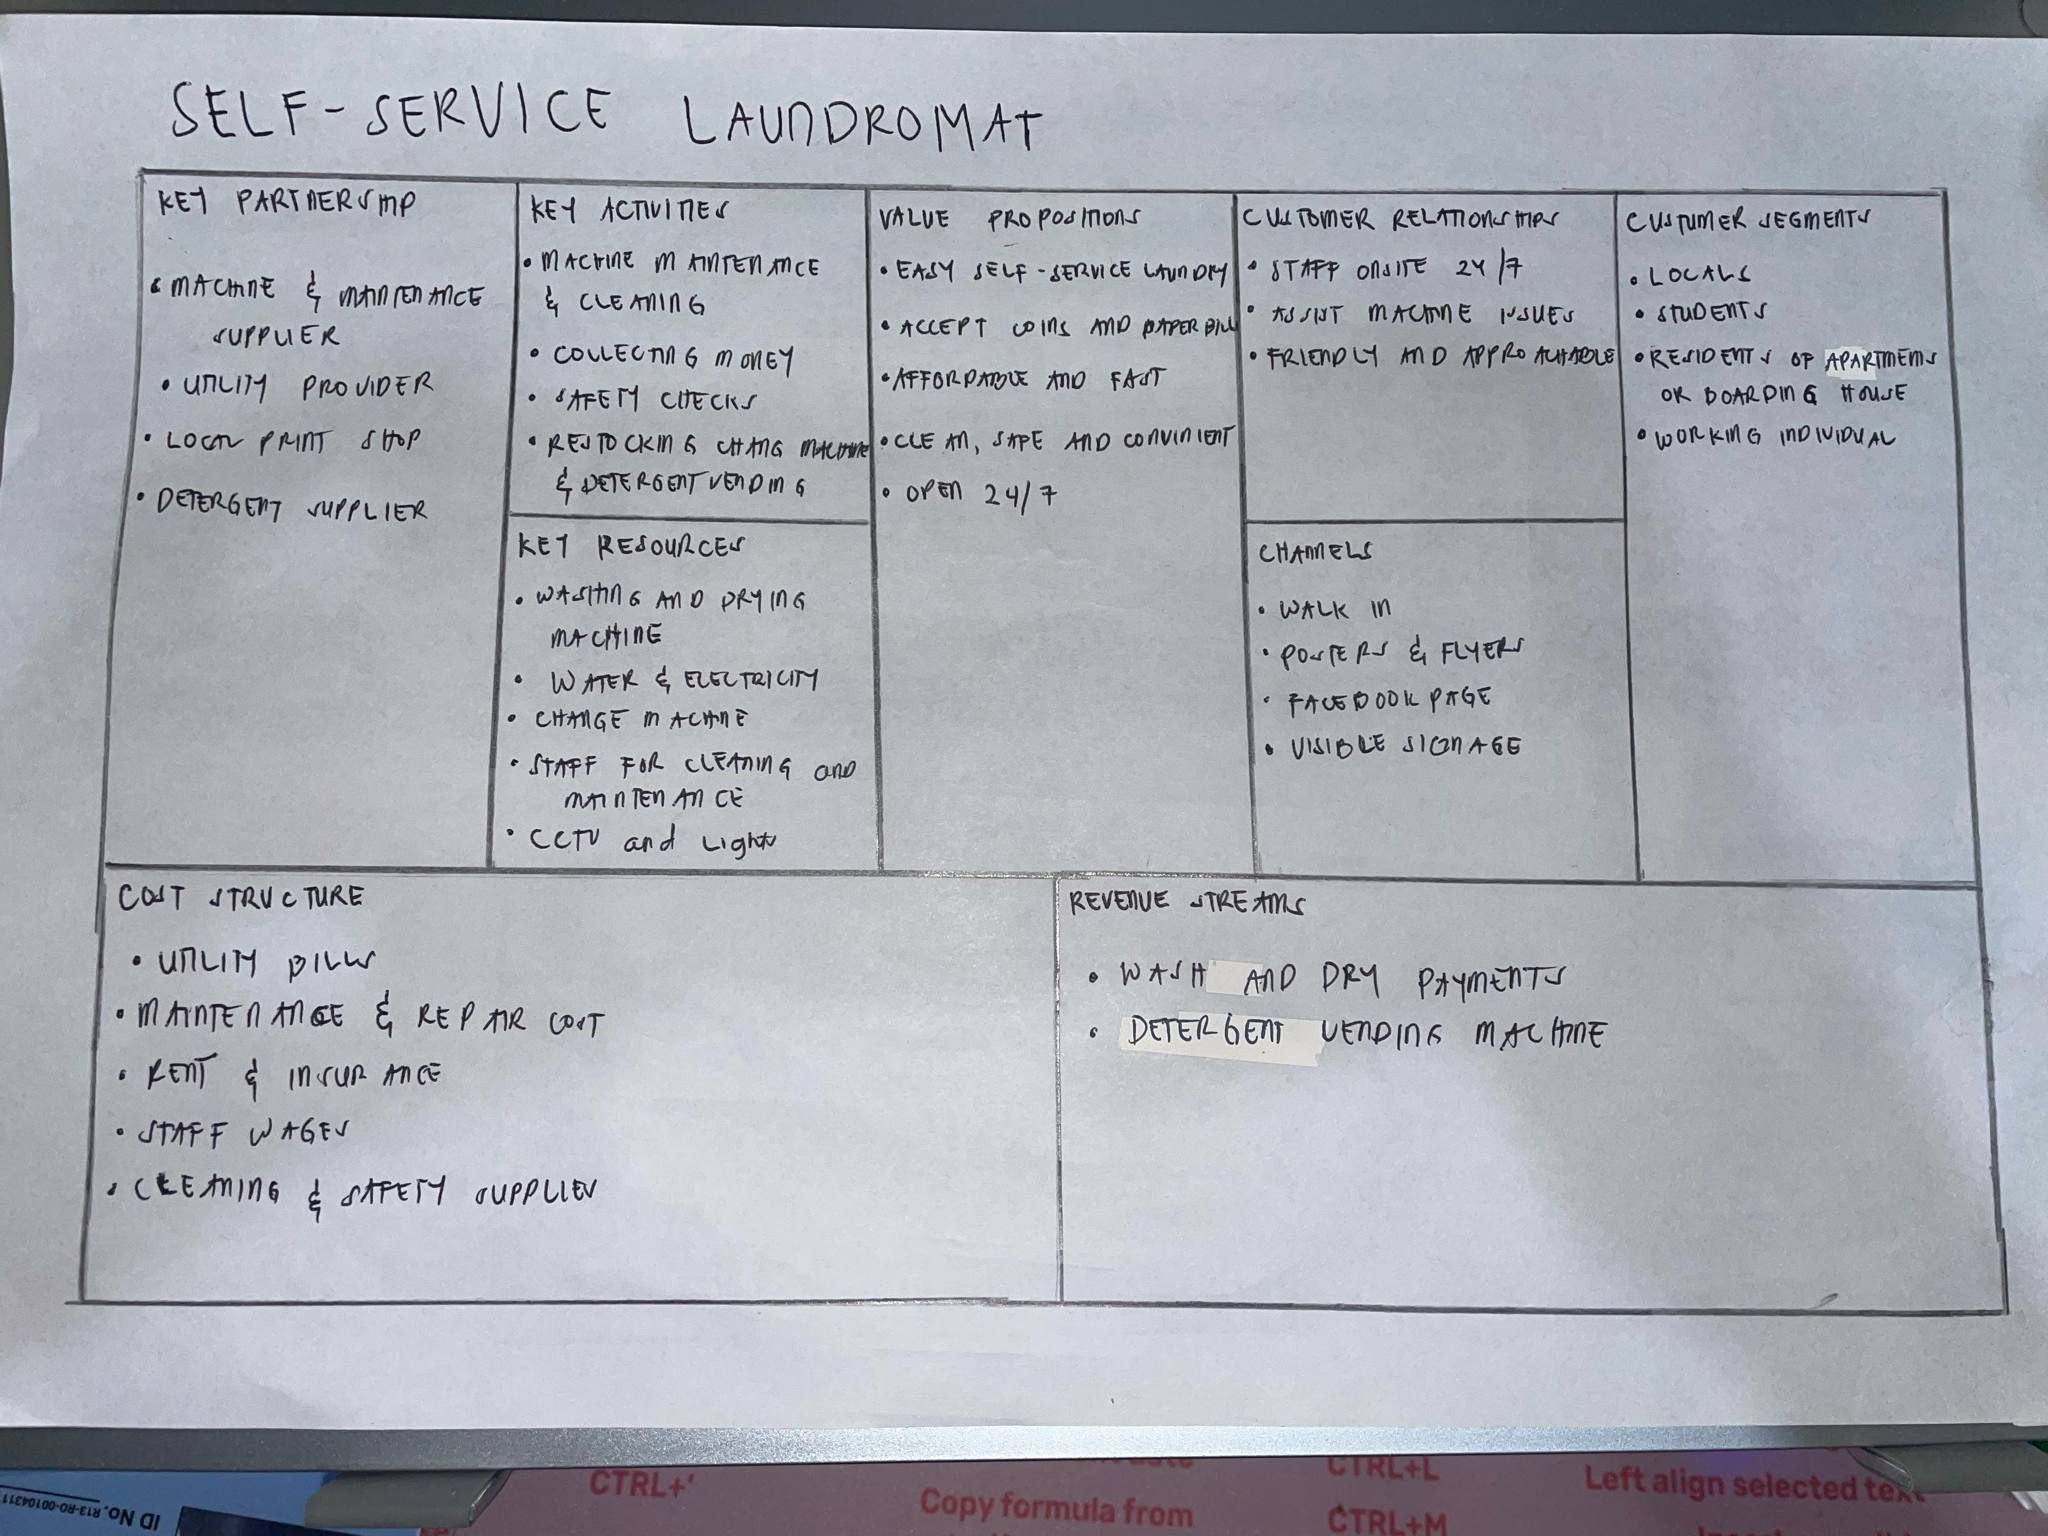 SELF-SERVICE LAUNDROMAT
KEY PARTNERSHIP
• MACHINE & MAINTENANCE
SUPPLIER
• UTILITY PROVIDER
• LOCAL PRINT SHOP
• DETERGENT SUPPLIER
KEY ACTIVITIES
• MACHINE MAINTENANCE
& CLEANING
• COLLECTING MONEY
• SAFETY CHECKS
• RESTOCKING CHANG MACHINE
& DETERGENT VENDING
KEY RESOURCES
• WASHING AND DRYING
MACHINE
• WATER & ELECTRICITY
• CHANGE MACHINE
• STAFF FOR CLEANING AND
MAINTENANCE
• CCTV and Lights
VALUE PROPOSITIONS
• EASY SELF-SERVICE LAUNDRY
• ACCEPT COINS AND PAPER BILL
• AFFORDABLE AND FAST
• CLEAN, SAFE AND CONVINIENT
• OPEN 24/7
CUSTOMER RELATIONSHIPS
• STAFF ONSITE 24/7
• ASSIST MACHINE ISSUES
• FRIENDLY AND APPROACHABLE
CHANNELS
• WALK IN
• POSTERS & FLYERS
• FACEBOOK PAGE
• VISIBLE SIGNAGE
CUSTUMER SEGMENTS
• LOCALS
• STUDENTS
• RESIDENTS OF APARTMENTS
OR BOARDING HOUSE
• WORKING INDIVIDUAL
COST STRUCTURE
• UTILITY BILLS
• MAINTENANCE & REPAIR COST
• RENT & INSURANCE
• STAFF WAGES
• CLEANING & SAFETY SUPPLIES
REVENUE STREAMS
• WASH AND DRY PAYMENTS
• DETERGENT VENDING MACHINE
CTRL+'
Copy formula from
CTRL+L
CTRL+M
Left align selected text
ID No. R13-RO-00104311